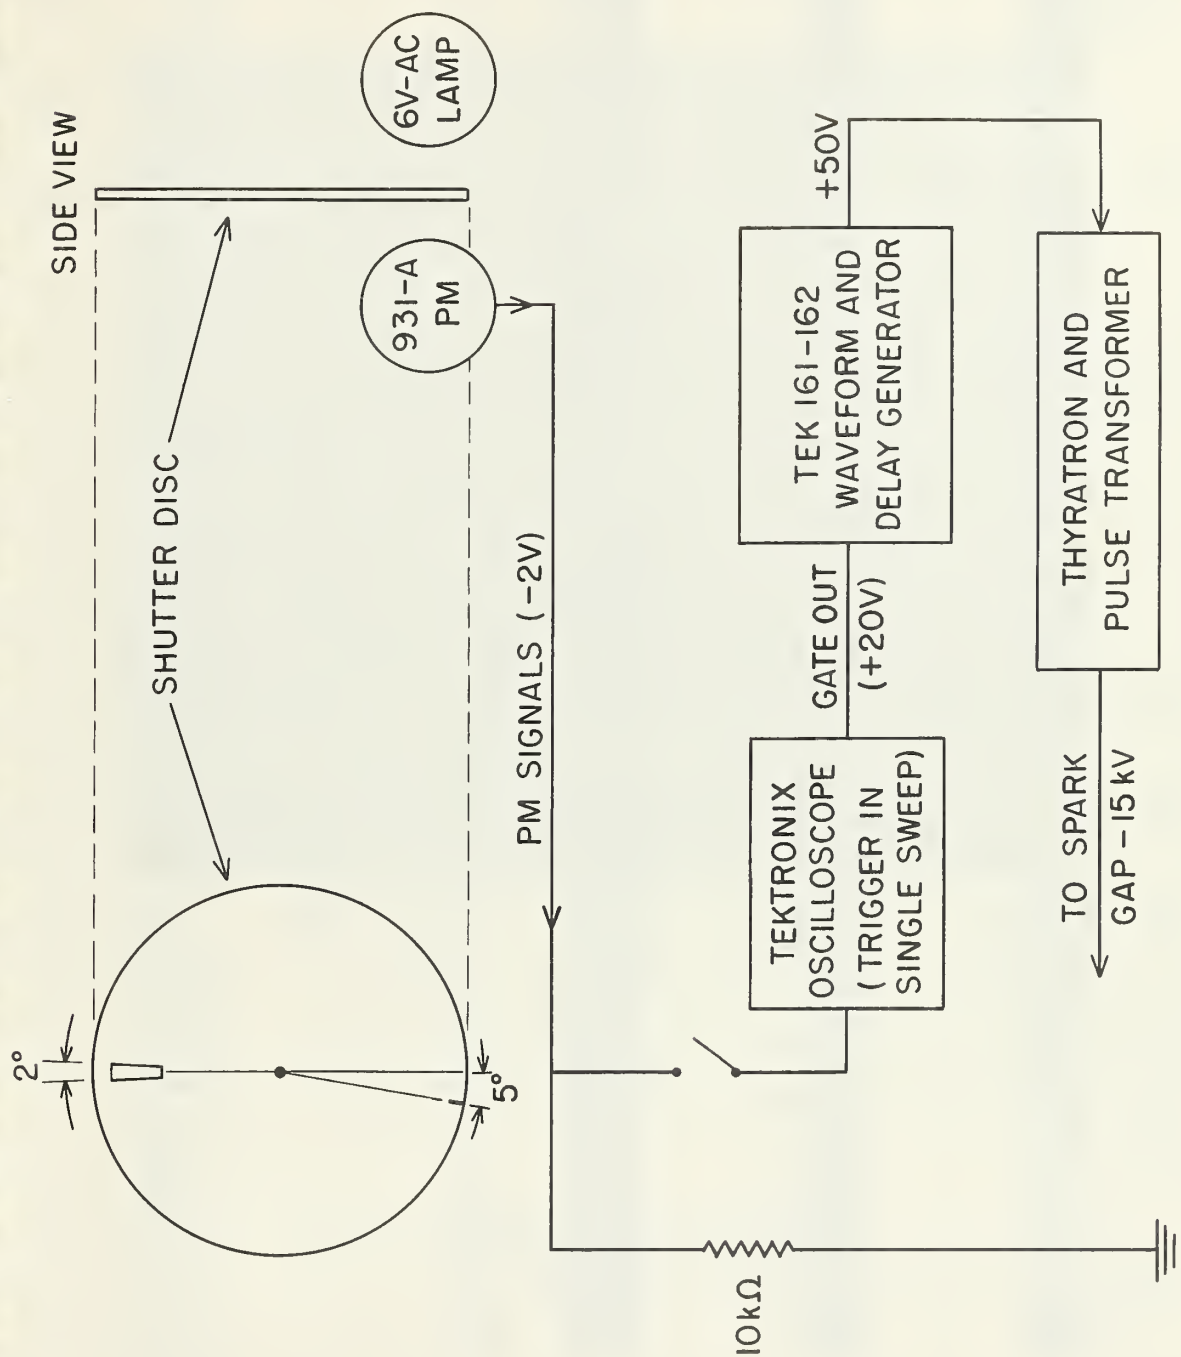 SIDE VIEW
6V-AC
LAMP
931-A
PM
SHUTTER DISC
2°
5°
PM SIGNALS (-2V)
10kΩ
TEKTRONIX
OSCILLOSCOPE
(TRIGGER IN
SINGLE SWEEP)
GATE OUT
(+20V)
TEK 161-162
WAVEFORM AND
DELAY GENERATOR
+50V
THYRATRON AND
PULSE TRANSFORMER
TO SPARK
GAP -15kV